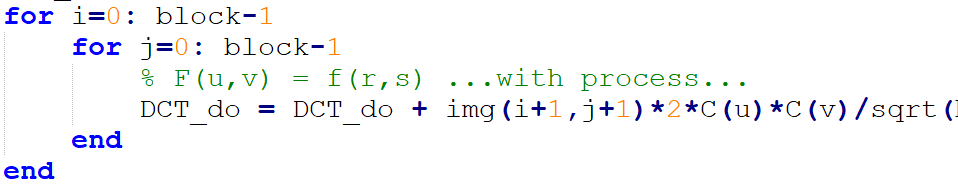 for i=0: block-1
for j=0: block-1
% F(u,v) = f(r,s) ...with process...
DCT_do = DCT_do + img(i+1,j+1)*2*C(u)*C(v)/sqrt(
end
end